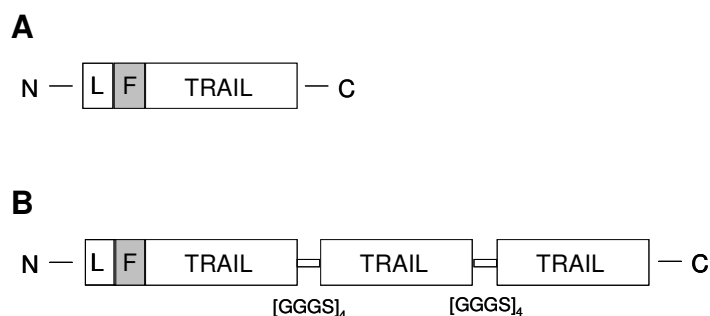 A
N — L F TRAIL — C
B
N — L F TRAIL TRAIL TRAIL — C
[GGGS]₄ [GGGS]₄